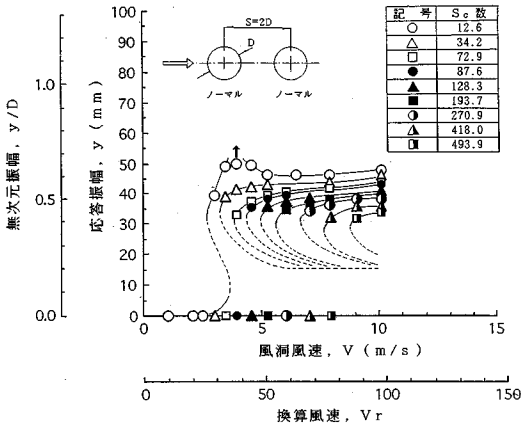 S=2D
D
ノーマル ノーマル
記号 Sc数
12.6
34.2
72.9
87.6
128.3
193.7
270.9
418.0
493.9
無次元振幅, y/D
1.0
0.5
0.0
応答振幅, y (mm)
100
90
80
70
60
50
40
30
20
10
0
0 5 10 15
風洞風速, V (m/s)
0 50 100 150
換算風速, Vr